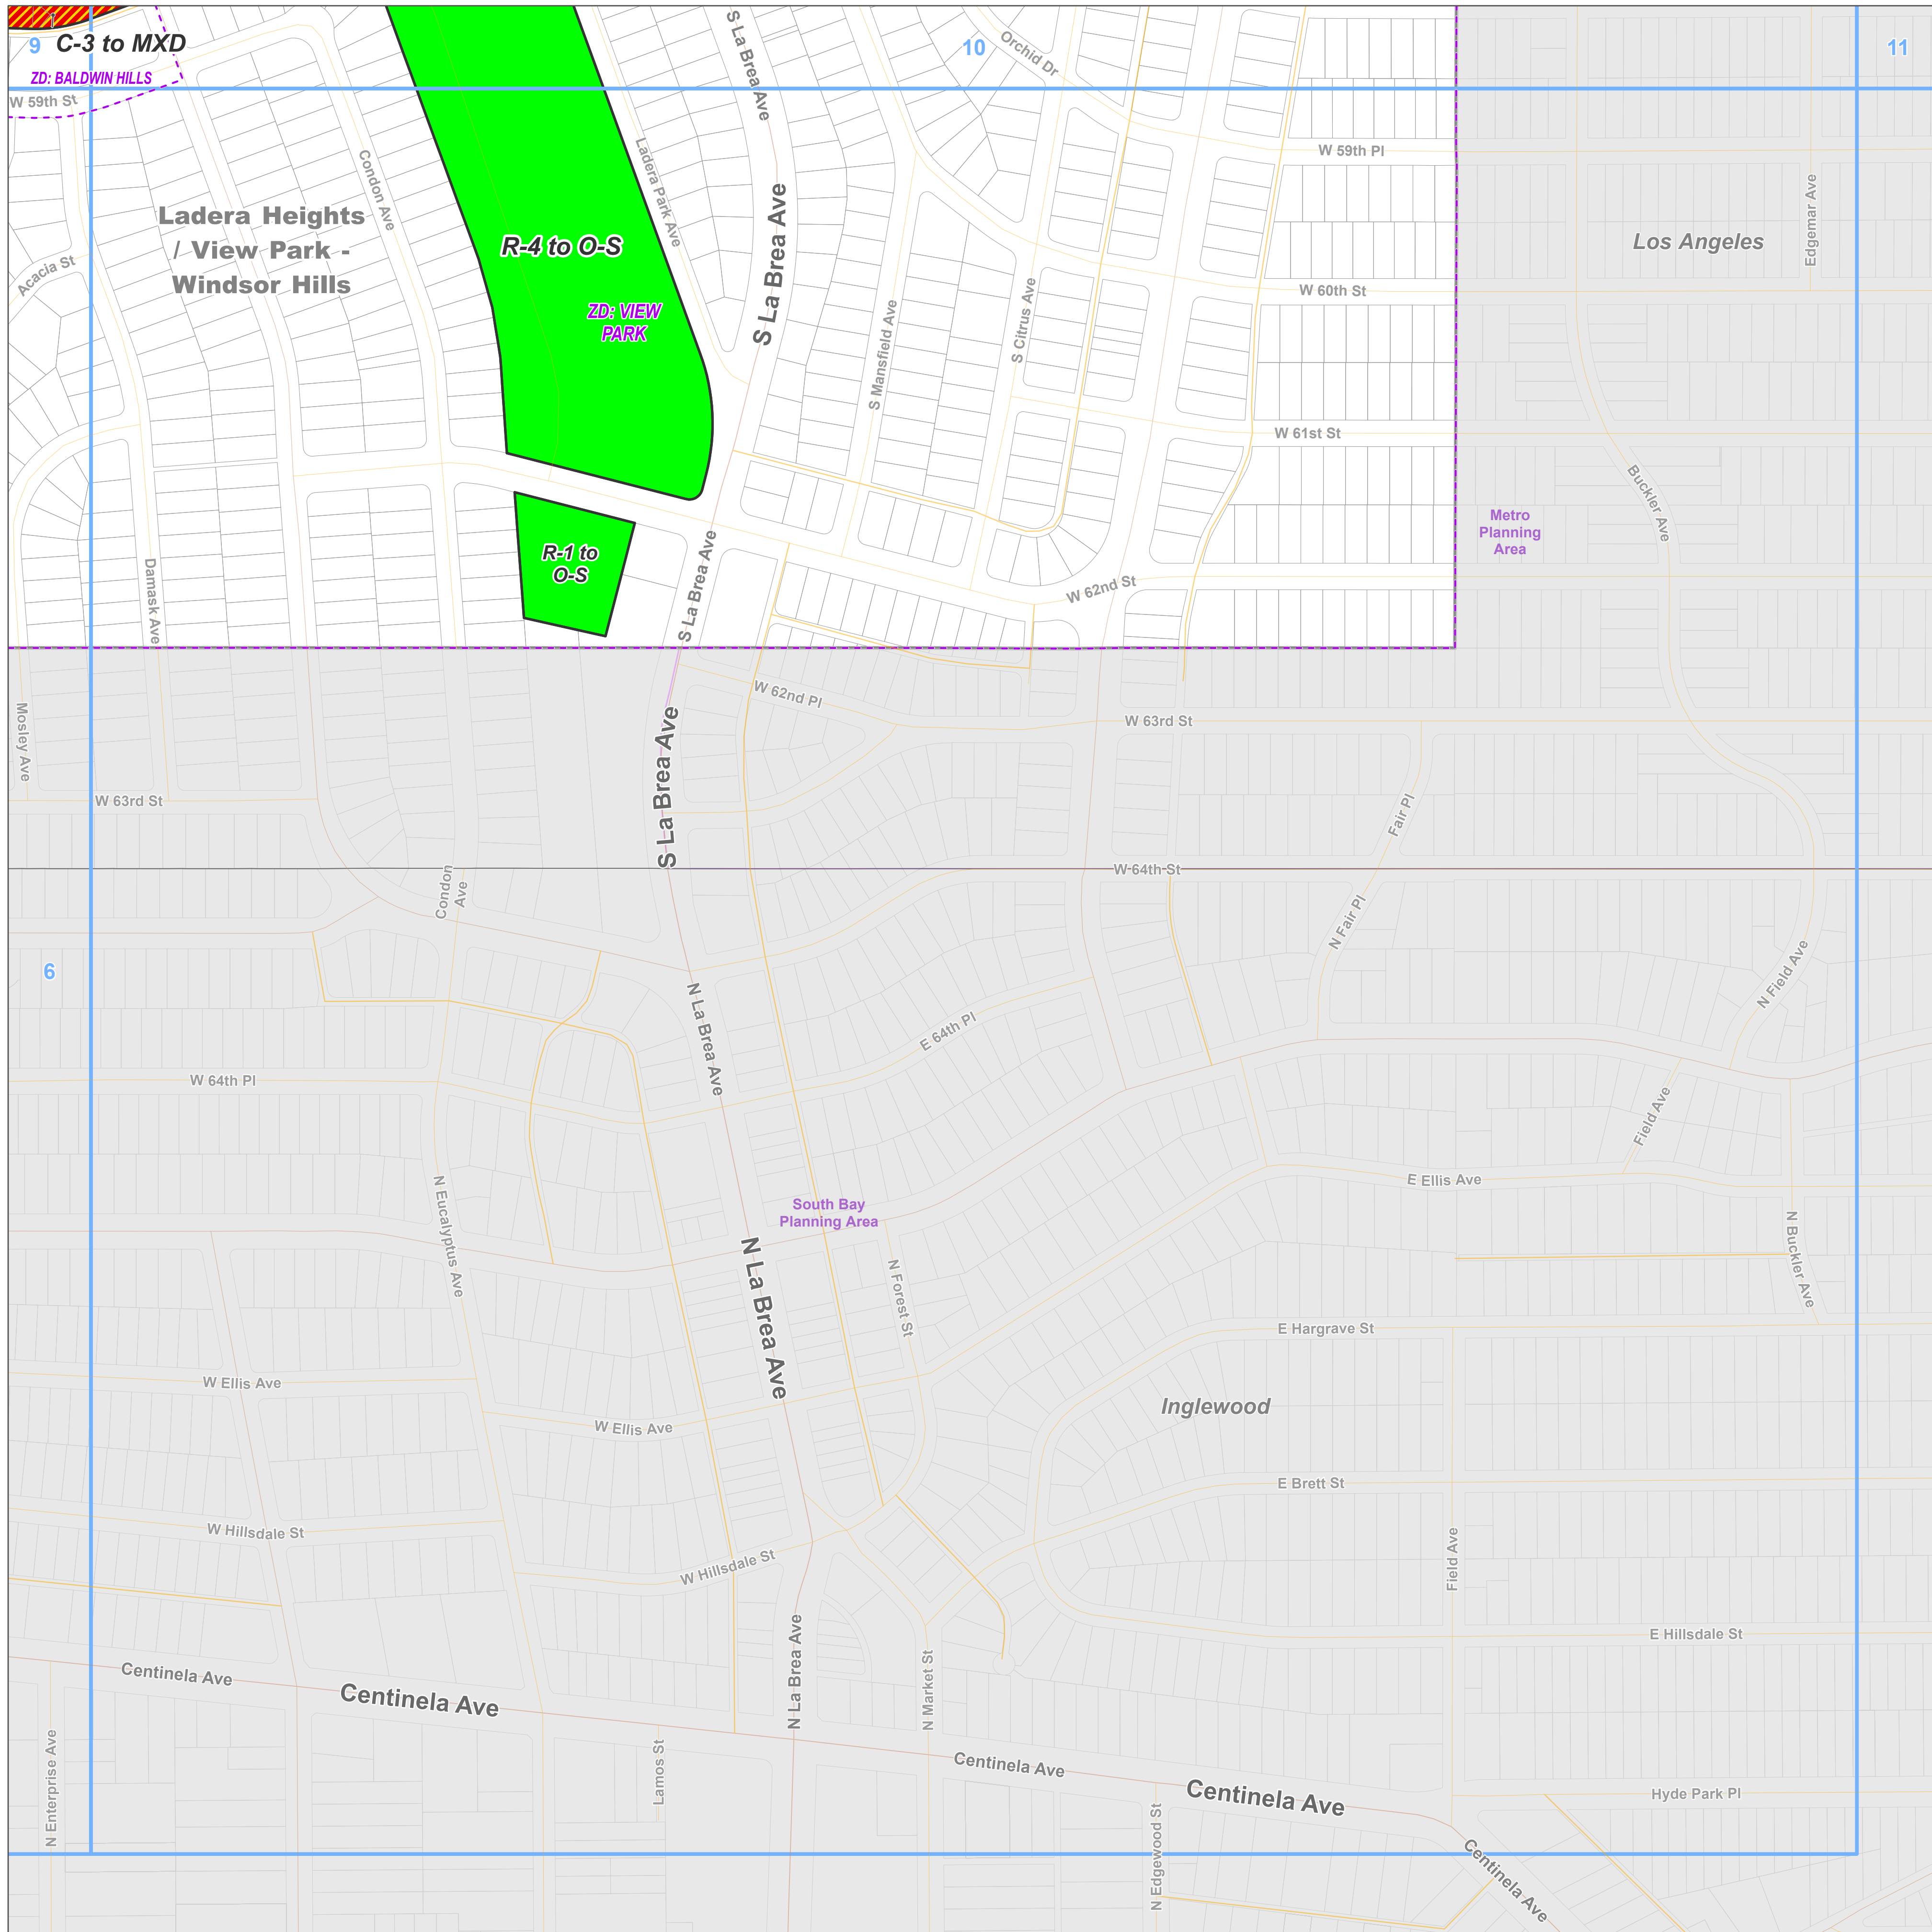 9
C-3 to MXD
ZD: BALDWIN HILLS
W 59th St
10
11
S La Brea Ave
Orchid Dr
W 59th Pl
Ladera Park Ave
Condon Ave
Edgemar Ave
Ladera Heights
/ View Park -
Windsor Hills
R-4 to O-S
S La Brea Ave
Los Angeles
Acacia St
ZD: VIEW
PARK
S Mansfield Ave
S Citrus Ave
W 60th St
W 61st St
Buckler Ave
Metro
Planning
Area
R-1 to
O-S
Damask Ave
S La Brea Ave
W 62nd St
W 62nd Pl
Mosley Ave
S La Brea Ave
W 63rd St
W 63rd St
Fair Pl
W 64th St
Condon
Ave
N Fair Pl
6
N Field Ave
N La Brea Ave
E 64th Pl
W 64th Pl
Field Ave
N Eucalyptus Ave
E Ellis Ave
South Bay
Planning Area
N Buckler Ave
N La Brea Ave
N Forest St
E Hargrave St
W Ellis Ave
W Ellis Ave
Inglewood
E Brett St
W Hillsdale St
W Hillsdale St
Field Ave
E Hillsdale St
N La Brea Ave
N Market St
Centinela Ave
Centinela Ave
N Enterprise Ave
Lamos St
Centinela Ave
Centinela Ave
Hyde Park Pl
N Edgewood St
Centinela Ave